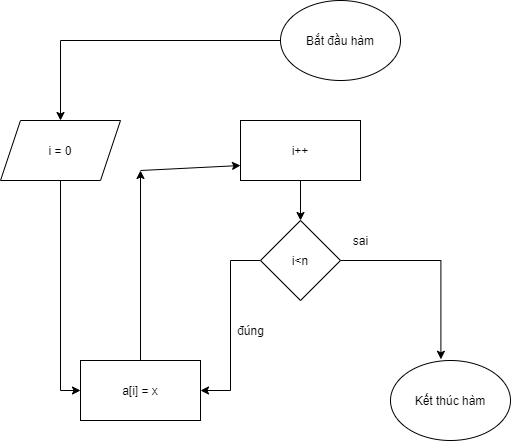 Bắt đầu hàm
i = 0
i++
i<n
sai
đúng
a[i] = x
Kết thúc hàm